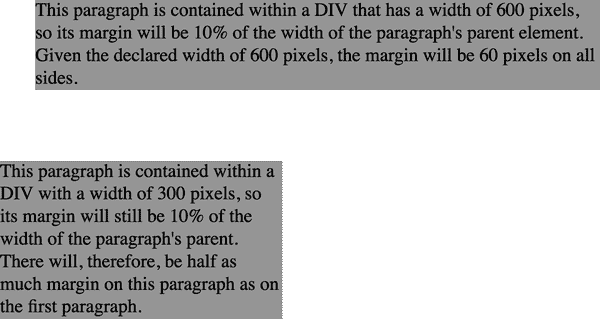 This paragraph is contained within a DIV that has a width of 600 pixels,
so its margin will be 10% of the width of the paragraph's parent element.
Given the declared width of 600 pixels, the margin will be 60 pixels on all
sides.
This paragraph is contained within a
DIV with a width of 300 pixels, so
its margin will still be 10% of the
width of the paragraph's parent.
There will, therefore, be half as
much margin on this paragraph as on
the first paragraph.